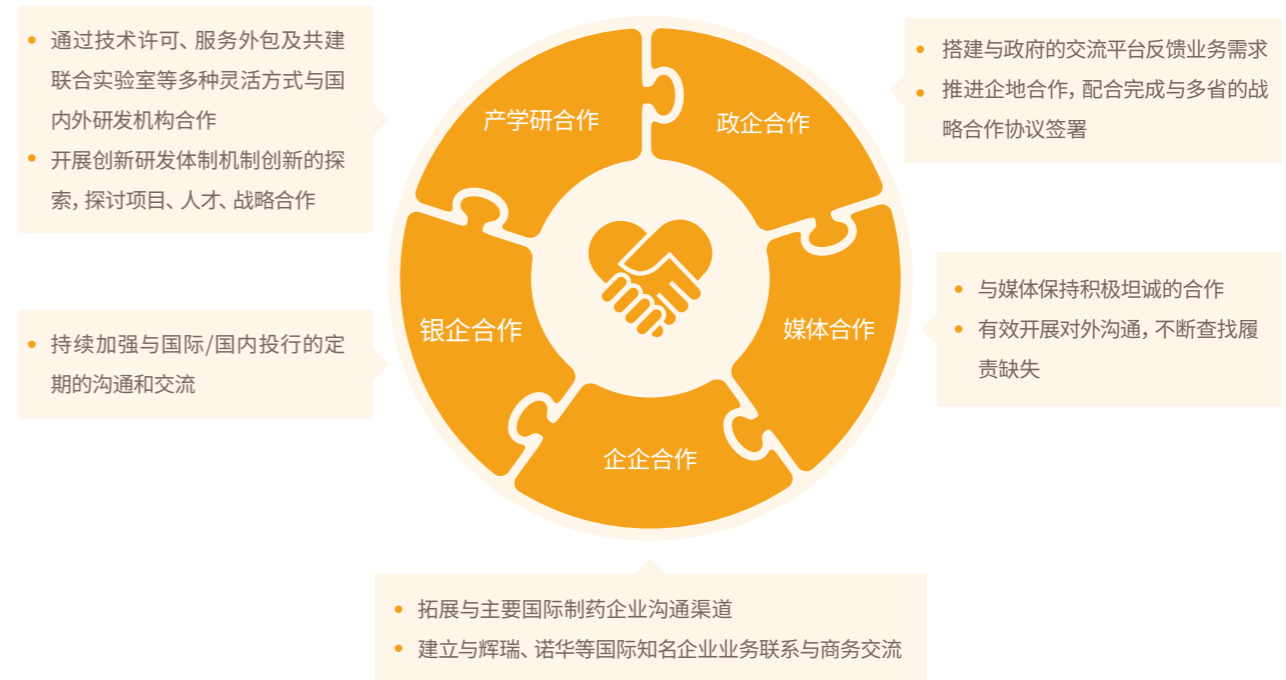 通过技术许可、服务外包及共建
联合实验室等多种灵活方式与国
内外研发机构合作
开展创新研发体制机制创新的探
索，探讨项目、人才、战略合作
产学研合作
政企合作
搭建与政府的交流平台反馈业务需求
推进企地合作，配合完成与多省的战
略合作协议签署
持续加强与国际/国内投行的定
期的沟通和交流
银企合作
媒体合作
与媒体保持积极坦诚的合作
有效开展对外沟通，不断查找履
责缺失
企企合作
拓展与主要国际制药企业沟通渠道
建立与辉瑞、诺华等国际知名企业业务联系与商务交流